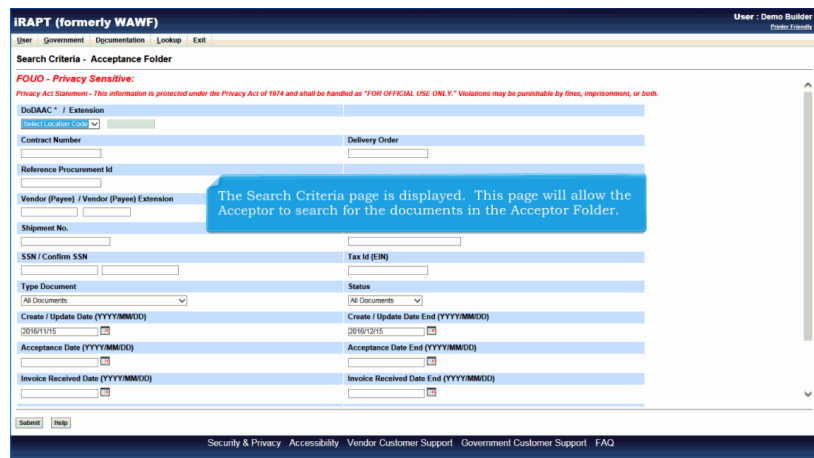 iRAPT (formerly WAWF)
User : Demo Builder
Printer Friendly
User Government Documentation Lookup Exit
Search Criteria - Acceptance Folder
FOUO - Privacy Sensitive:
Privacy Act Statement - This information is protected under the Privacy Act of 1974 and shall be handled as "FOR OFFICIAL USE ONLY." Violations may be punishable by fines, imprisonment, or both.
DoDAAC * / Extension
Select Location Code
Contract Number Delivery Order
Reference Procurement Id
Vendor (Payee) / Vendor (Payee) Extension
The Search Criteria page is displayed. This page will allow the
Acceptor to search for the documents in the Acceptor Folder.
Shipment No.
SSN / Confirm SSN Tax Id (EIN)
Type Document Status
All Documents All Documents
Create / Update Date (YYYY/MM/DD) Create / Update Date End (YYYY/MM/DD)
2016/11/15 2016/12/15
Acceptance Date (YYYY/MM/DD) Acceptance Date End (YYYY/MM/DD)
Invoice Received Date (YYYY/MM/DD) Invoice Received Date End (YYYY/MM/DD)
Submit Help
Security & Privacy Accessibility Vendor Customer Support Government Customer Support FAQ